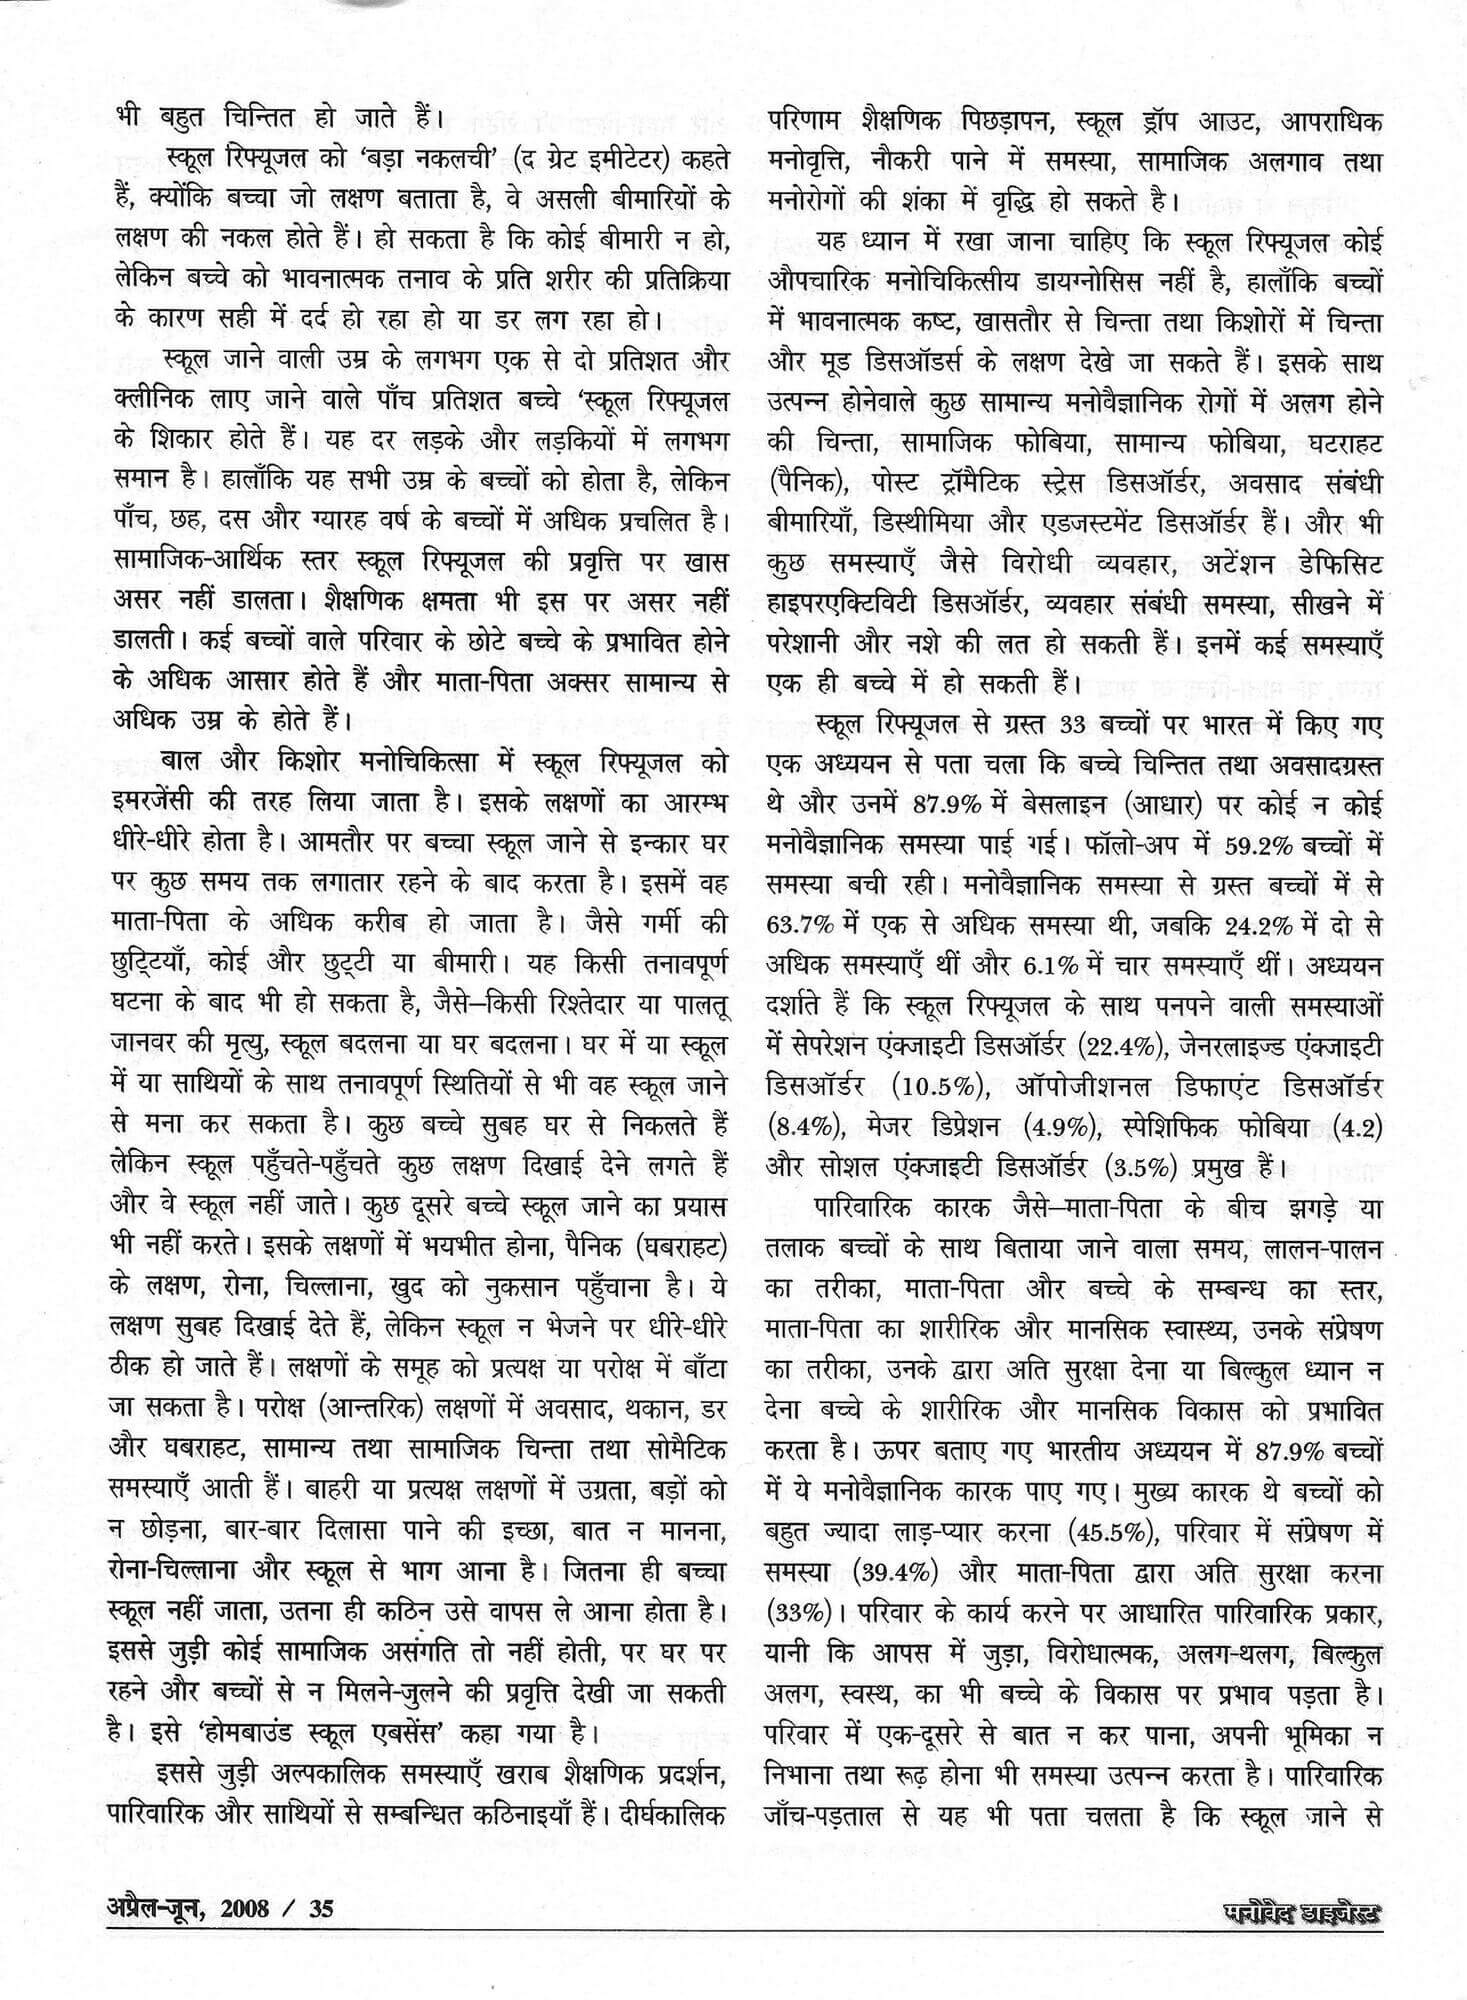 भी बहुत चिन्तित हो जाते हैं।
स्कूल रिफ्यूजल को ‘बड़ा नकलची’ (द ग्रेट इमीटेटर) कहते
हैं, क्योंकि बच्चा जो लक्षण बताता है, वे असली बीमारियों के
लक्षण की नकल होते हैं। हो सकता है कि कोई बीमारी न हो,
लेकिन बच्चे को भावनात्मक तनाव के प्रति शरीर की प्रतिक्रिया
के कारण सही में दर्द हो रहा हो या डर लग रहा हो।
स्कूल जाने वाली उम्र के लगभग एक से दो प्रतिशत और
क्लीनिक लाए जाने वाले पाँच प्रतिशत बच्चे ‘स्कूल रिफ्यूजल
के शिकार होते हैं। यह दर लड़के और लड़कियों में लगभग
समान है। हालाँकि यह सभी उम्र के बच्चों को होता है, लेकिन
पाँच, छह, दस और ग्यारह वर्ष के बच्चों में अधिक प्रचलित है।
सामाजिक-आर्थिक स्तर स्कूल रिफ्यूजल की प्रवृत्ति पर खास
असर नहीं डालता। शैक्षणिक क्षमता भी इस पर असर नहीं
डालती। कई बच्चों वाले परिवार के छोटे बच्चे के प्रभावित होने
के अधिक आसार होते हैं और माता-पिता अक्सर सामान्य से
अधिक उम्र के होते हैं।
बाल और किशोर मनोचिकित्सा में स्कूल रिफ्यूजल को
इमरजेंसी की तरह लिया जाता है। इसके लक्षणों का आरम्भ
धीरे-धीरे होता है। आमतौर पर बच्चा स्कूल जाने से इन्कार घर
पर कुछ समय तक लगातार रहने के बाद करता है। इसमें वह
माता-पिता के अधिक करीब हो जाता है। जैसे गर्मी की
छुट्टियाँ, कोई और छुट्टी या बीमारी। यह किसी तनावपूर्ण
घटना के बाद भी हो सकता है, जैसे—किसी रिश्तेदार या पालतू
जानवर की मृत्यु, स्कूल बदलना या घर बदलना। घर में या स्कूल
में या साथियों के साथ तनावपूर्ण स्थितियों से भी वह स्कूल जाने
से मना कर सकता है। कुछ बच्चे सुबह घर से निकलते हैं
लेकिन स्कूल पहुँचते-पहुँचते कुछ लक्षण दिखाई देने लगते हैं
और वे स्कूल नहीं जाते। कुछ दूसरे बच्चे स्कूल जाने का प्रयास
भी नहीं करते। इसके लक्षणों में भयभीत होना, पैनिक (घबराहट)
के लक्षण, रोना, चिल्लाना, खुद को नुकसान पहुँचाना है। ये
लक्षण सुबह दिखाई देते हैं, लेकिन स्कूल न भेजने पर धीरे-धीरे
ठीक हो जाते हैं। लक्षणों के समूह को प्रत्यक्ष या परोक्ष में बाँटा
जा सकता है। परोक्ष (आन्तरिक) लक्षणों में अवसाद, थकान, डर
और घबराहट, सामान्य तथा सामाजिक चिन्ता तथा सोमैटिक
समस्याएँ आती हैं। बाहरी या प्रत्यक्ष लक्षणों में उग्रता, बड़ों को
न छोड़ना, बार-बार दिलासा पाने की इच्छा, बात न मानना,
रोना-चिल्लाना और स्कूल से भाग आना है। जितना ही बच्चा
स्कूल नहीं जाता, उतना ही कठिन उसे वापस ले आना होता है।
इससे जुड़ी कोई सामाजिक असंगति तो नहीं होती, पर घर पर
रहने और बच्चों से न मिलने-जुलने की प्रवृत्ति देखी जा सकती
है। इसे ‘होमबाउंड स्कूल एबसेंस’ कहा गया है।
इससे जुड़ी अल्पकालिक समस्याएँ खराब शैक्षणिक प्रदर्शन,
पारिवारिक और साथियों से सम्बन्धित कठिनाइयाँ हैं। दीर्घकालिक
परिणाम शैक्षणिक पिछड़ापन, स्कूल ड्रॉप आउट, आपराधिक
मनोवृत्ति, नौकरी पाने में समस्या, सामाजिक अलगाव तथा
मनोरोगों की शंका में वृद्धि हो सकते है।
यह ध्यान में रखा जाना चाहिए कि स्कूल रिफ्यूजल कोई
औपचारिक मनोचिकित्सीय डायग्नोसिस नहीं है, हालाँकि बच्चों
में भावनात्मक कष्ट, खासतौर से चिन्ता तथा किशोरों में चिन्ता
और मूड डिसऑडर्स के लक्षण देखे जा सकते हैं। इसके साथ
उत्पन्न होनेवाले कुछ सामान्य मनोवैज्ञानिक रोगों में अलग होने
की चिन्ता, सामाजिक फोबिया, सामान्य फोबिया, घटराहट
(पैनिक), पोस्ट ट्रॉमैटिक स्ट्रेस डिसऑर्डर, अवसाद संबंधी
बीमारियाँ, डिस्थीमिया और एडजस्टमेंट डिसऑर्डर हैं। और भी
कुछ समस्याएँ जैसे विरोधी व्यवहार, अटेंशन डेफिसिट
हाइपरएक्टिविटी डिसऑर्डर, व्यवहार संबंधी समस्या, सीखने में
परेशानी और नशे की लत हो सकती हैं। इनमें कई समस्याएँ
एक ही बच्चे में हो सकती हैं।
स्कूल रिफ्यूजल से ग्रस्त 33 बच्चों पर भारत में किए गए
एक अध्ययन से पता चला कि बच्चे चिन्तित तथा अवसादग्रस्त
थे और उनमें 87.9% में बेसलाइन (आधार) पर कोई न कोई
मनोवैज्ञानिक समस्या पाई गई। फॉलो-अप में 59.2% बच्चों में
समस्या बची रही। मनोवैज्ञानिक समस्या से ग्रस्त बच्चों में से
63.7% में एक से अधिक समस्या थी, जबकि 24.2% में दो से
अधिक समस्याएँ थीं और 6.1% में चार समस्याएँ थीं। अध्ययन
दर्शाते हैं कि स्कूल रिफ्यूजल के साथ पनपने वाली समस्याओं
में सेपरेशन एंक्जाइटी डिसऑर्डर (22.4%), जेनरलाइज्ड एंक्जाइटी
डिसऑर्डर (10.5%), ऑपोजीशनल डिफाएंट डिसऑर्डर
(8.4%), मेजर डिप्रेशन (4.9%), स्पेशिफिक फोबिया (4.2)
और सोशल एंक्जाइटी डिसऑर्डर (3.5%) प्रमुख हैं।
पारिवारिक कारक जैसे—माता-पिता के बीच झगड़े या
तलाक बच्चों के साथ बिताया जाने वाला समय, लालन-पालन
का तरीका, माता-पिता और बच्चे के सम्बन्ध का स्तर,
माता-पिता का शारीरिक और मानसिक स्वास्थ्य, उनके संप्रेषण
का तरीका, उनके द्वारा अति सुरक्षा देना या बिल्कुल ध्यान न
देना बच्चे के शारीरिक और मानसिक विकास को प्रभावित
करता है। ऊपर बताए गए भारतीय अध्ययन में 87.9% बच्चों
में ये मनोवैज्ञानिक कारक पाए गए। मुख्य कारक थे बच्चों को
बहुत ज्यादा लाड़-प्यार करना (45.5%), परिवार में संप्रेषण में
समस्या (39.4%) और माता-पिता द्वारा अति सुरक्षा करना
(33%)। परिवार के कार्य करने पर आधारित पारिवारिक प्रकार,
यानी कि आपस में जुड़ा, विरोधात्मक, अलग-थलग, बिल्कुल
अलग, स्वस्थ, का भी बच्चे के विकास पर प्रभाव पड़ता है।
परिवार में एक-दूसरे से बात न कर पाना, अपनी भूमिका न
निभाना तथा रूढ़ होना भी समस्या उत्पन्न करता है। पारिवारिक
जाँच-पड़ताल से यह भी पता चलता है कि स्कूल जाने से
अप्रैल-जून, 2008 / 35
मनोवेद डाइजेस्ट